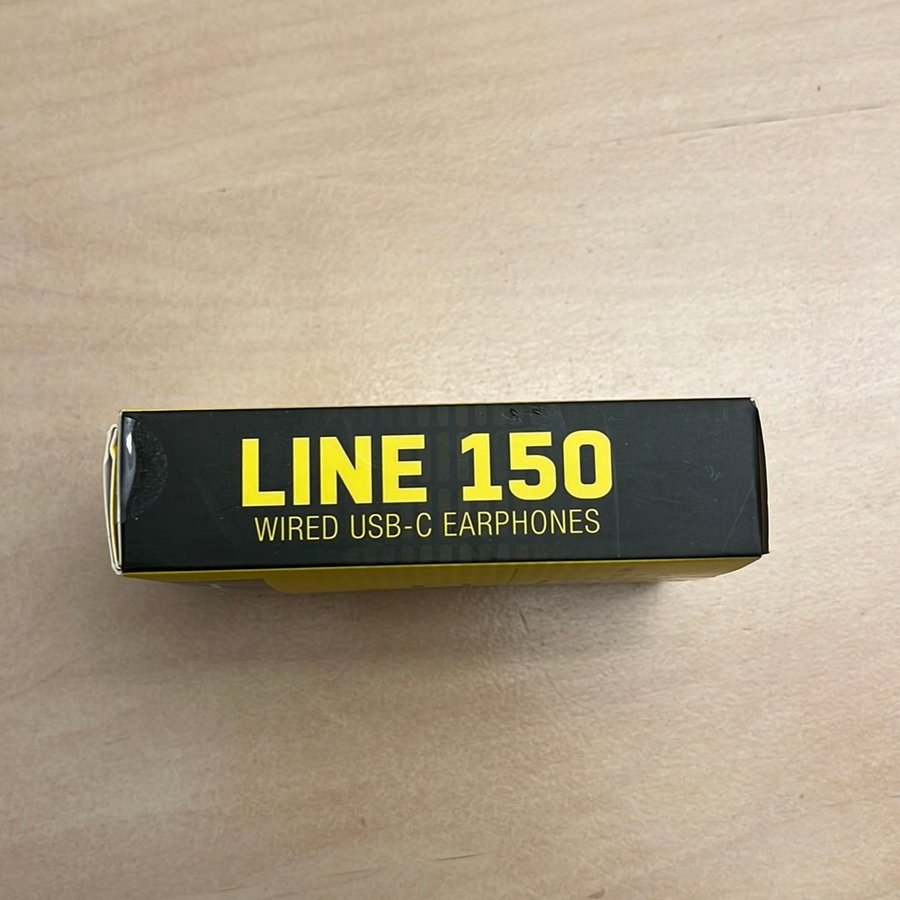 LINE 150
WIRED USB-C EARPHONES